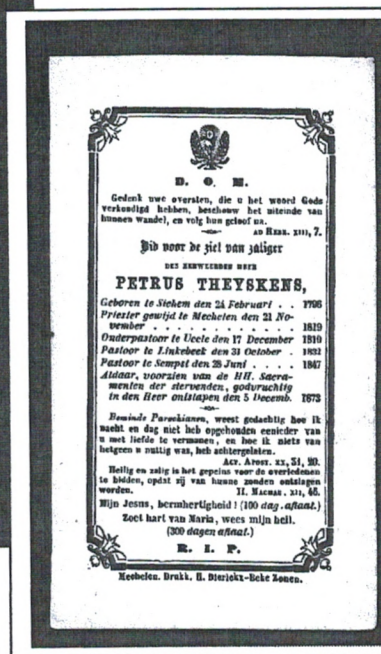 D. O. M.
Gedenk uwe oversten, die u het woord Gods
verkondigd hebben, beschouw het uiteinde van
hunnen wandel, en volg hun geloof na.
AD HEBR. XIII, 7.
Bid voor de ziel van zaliger
DEN EERWEERDEN HEER
PETRUS THEYSKENS,
Geboren te Sichem den 24 Februari . . 1796
Priester gewijd te Mechelen den 21 No-
vember . . . . . . . . . . . 1819
Onderpastoor te Uccle den 17 December 1819
Pastoor te Linkebeek den 31 October . 1832
Pastoor te Sempst den 28 Juni . . . . 1847
Aldaar, voorzien van de HH. Sacra-
menten der stervenden, godvruchtig
in den Heer ontslapen den 5 Decemb. 1873
Beminde Parochianen, weest gedachtig hoe ik
nacht en dag niet heb opgehouden eenieder van
u met liefde te vermanen, en hoe ik niets van
hetgeen u nuttig was, heb achtergelaten.
ACT. APOST. XX, 31, 20.
Heilig en zalig is het gepeins voor de overledenen
te bidden, opdat zij van hunne zonden ontslagen
worden. II. MACHAB. XII, 46.
Mijn Jesus, bermhertigheid! (100 dag. aflaat.)
Zoet hart van Maria, wees mijn heil.
(300 dagen aflaat.)
R. I. P.
Mechelen. Drukk. H. Dierickx-Beke Zonen.